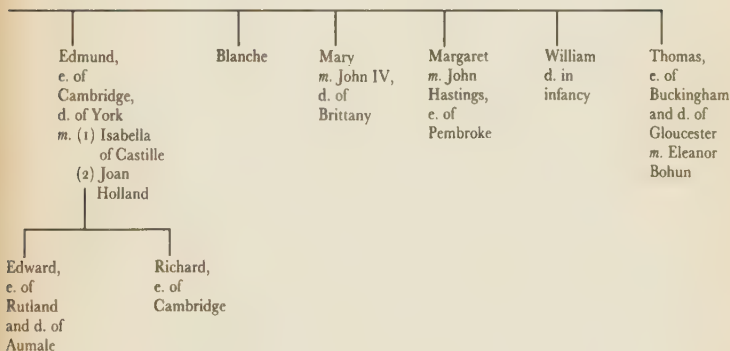 Edmund,
e. of
Cambridge,
d. of York
m. (1) Isabella
of Castille
(2) Joan
Holland
Blanche
Mary
m. John IV,
d. of
Brittany
Margaret
m. John
Hastings,
e. of
Pembroke
William
d. in
infancy
Thomas,
e. of
Buckingham
and d. of
Gloucester
m. Eleanor
Bohun
Edward,
e. of
Rutland
and d. of
Aumale
Richard,
e. of
Cambridge